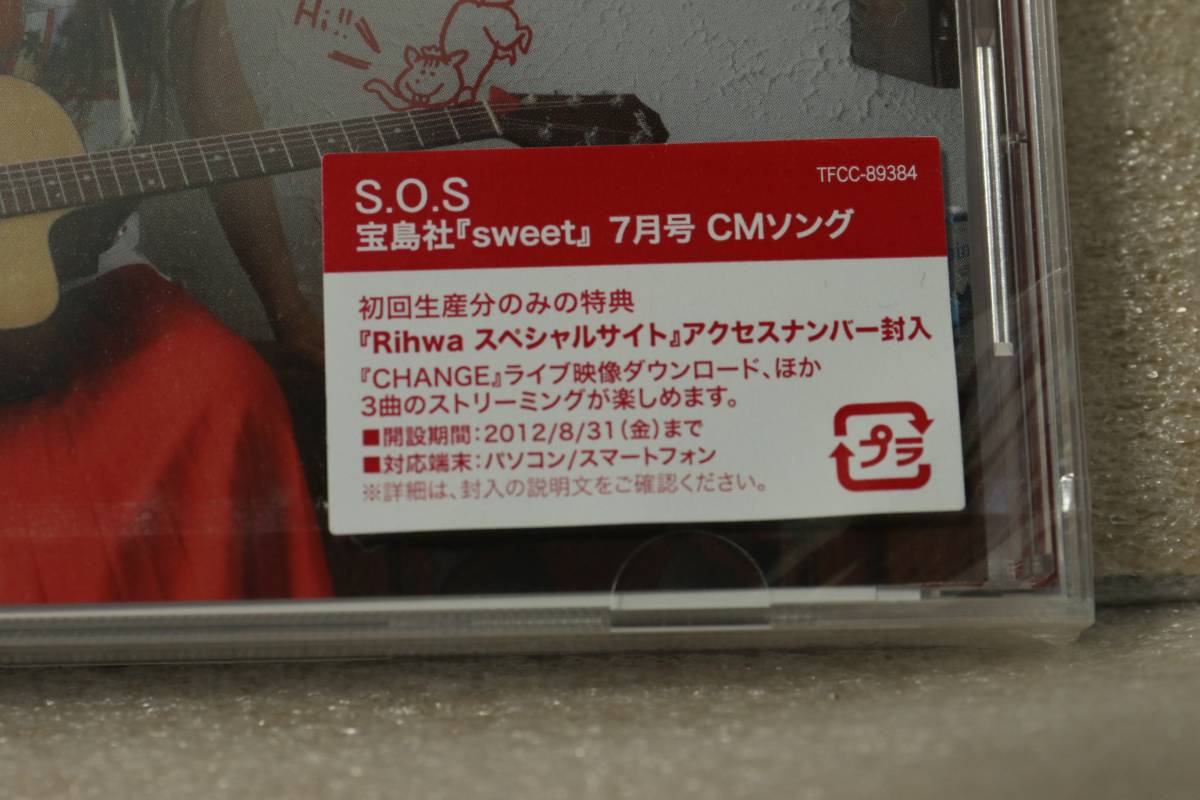 Hi!!
TFCC-89384
S.O.S
宝島社『sweet』 7月号 CMソング
初回生産分のみの特典
『Rihwa スペシャルサイト』アクセスナンバー封入
『CHANGE』ライブ映像ダウンロード、ほか
3曲のストリーミングが楽しめます。
■開設期間：2012/8/31（金）まで
■対応端末：パソコン/スマートフォン
※詳細は、封入の説明文をご確認ください。
プラ